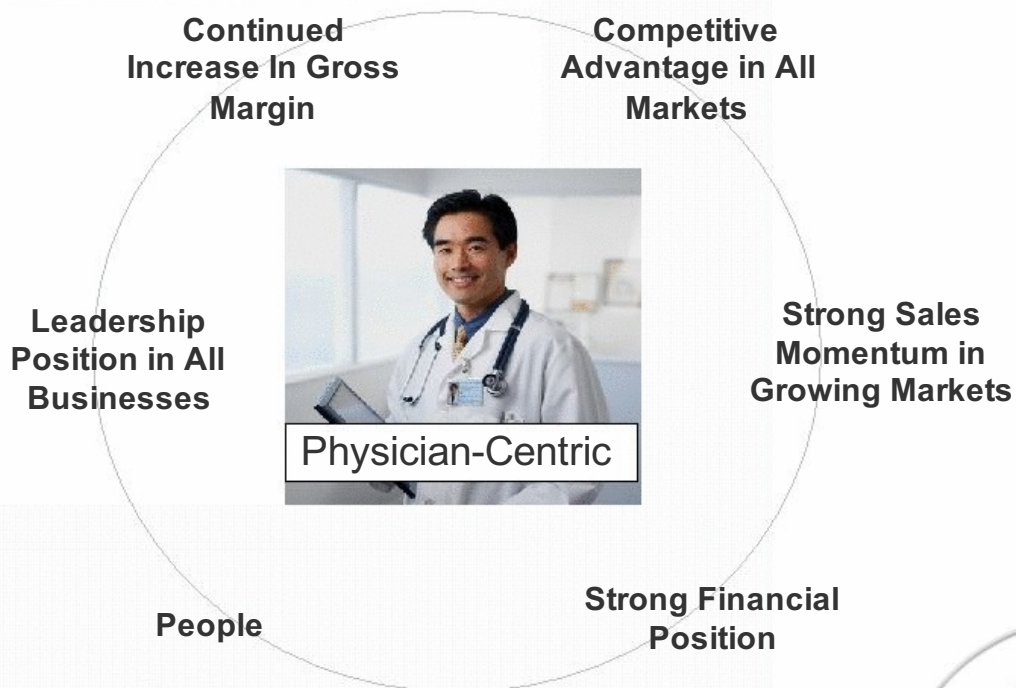 Continued
Increase In Gross
Margin
Competitive
Advantage in All
Markets
Leadership
Position in All
Businesses
Physician-Centric
Strong Sales
Momentum in
Growing Markets
People
Strong Financial
Position